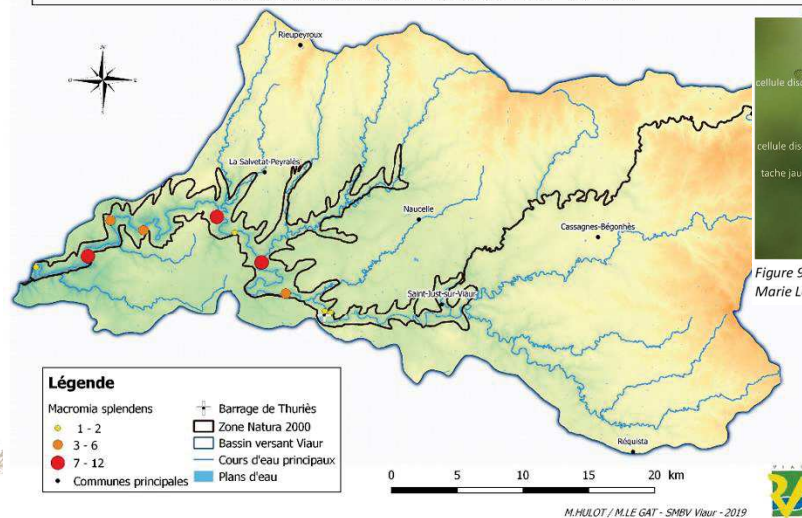 Rieupeyroux
La Salvetat-Peyralès
Naucelle
Cassagnes-Bégonhès
Saint-Just-sur-Viaur
Réquista
Légende
Macromia splendens
1 - 2
3 - 6
7 - 12
Communes principales
Barrage de Thuriès
Zone Natura 2000
Bassin versant Viaur
Cours d'eau principaux
Plans d'eau
0 5 10 15 20 km
M.HULOT / M.LE GAT - SMBV Viaur - 2019
cellule dis
cellule dis
tache jau
Figure 9
Marie L